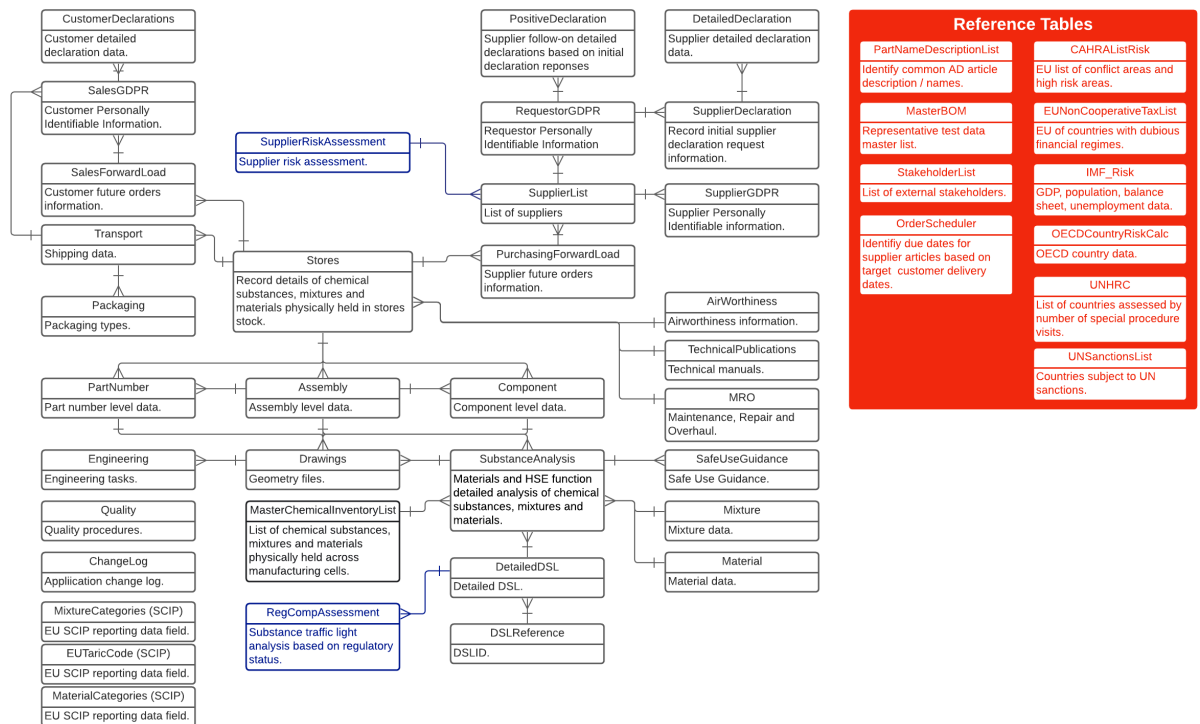 CustomerDeclarations
Customer detailed
declaration data.
SalesGDPR
Customer Personally
Identifiable Information.
SalesForwardLoad
Customer future orders
information.
Transport
Shipping data.
Packaging
Packaging types.
PositiveDeclaration
Supplier follow-on detailed
declarations based on initial
declaration reponses
DetailedDeclaration
Supplier detailed declaration
data.
RequestorGDPR
Requestor Personally
Identifiable Information
SupplierDeclaration
Record initial supplier
declaration request
information.
SupplierRiskAssessment
Supplier risk assessment.
SupplierList
List of suppliers
SupplierGDPR
Supplier Personally
Identifiable information.
Stores
Record details of chemical
substances, mixtures and
materials physically held in stores
stock.
PurchasingForwardLoad
Supplier future orders
information.
AirWorthiness
Airworthiness information.
TechnicalPublications
Technical manuals.
MRO
Maintenance, Repair and
Overhaul.
PartNumber
Part number level data.
Assembly
Assembly level data.
Component
Component level data.
Engineering
Engineering tasks.
Drawings
Geometry files.
SubstanceAnalysis
Materials and HSE function
detailed analysis of chemical
substances, mixtures and
materials.
SafeUseGuidance
Safe Use Guidance.
Quality
Quality procedures.
MasterChemicalInventoryList
List of chemical substances,
mixtures and materials
physically held across
manufacturing cells.
Mixture
Mixture data.
ChangeLog
Appliication change log.
DetailedDSL
Detailed DSL.
Material
Material data.
MixtureCategories (SCIP)
EU SCIP reporting data field.
RegCompAssessment
Substance traffic light
analysis based on regulatory
status.
DSLReference
DSLID.
EUTaricCode (SCIP)
EU SCIP reporting data field.
MaterialCategories (SCIP)
EU SCIP reporting data field.
Reference Tables
PartNameDescriptionList
Identify common AD article
description / names.
MasterBOM
Representative test data
master list.
StakeholderList
List of external stakeholders.
OrderScheduler
Identifiy due dates for
supplier articles based on
target customer delivery
dates.
CAHRAListRisk
EU list of conflict areas and
high risk areas.
EUNonCooperativeTaxList
EU of countries with dubious
financial regimes.
IMF_Risk
GDP, population, balance
sheet, unemployment data.
OECDCountryRiskCalc
OECD country data.
UNHRC
List of countries assessed by
number of special procedure
visits.
UNSanctionsList
Countries subject to UN
sanctions.